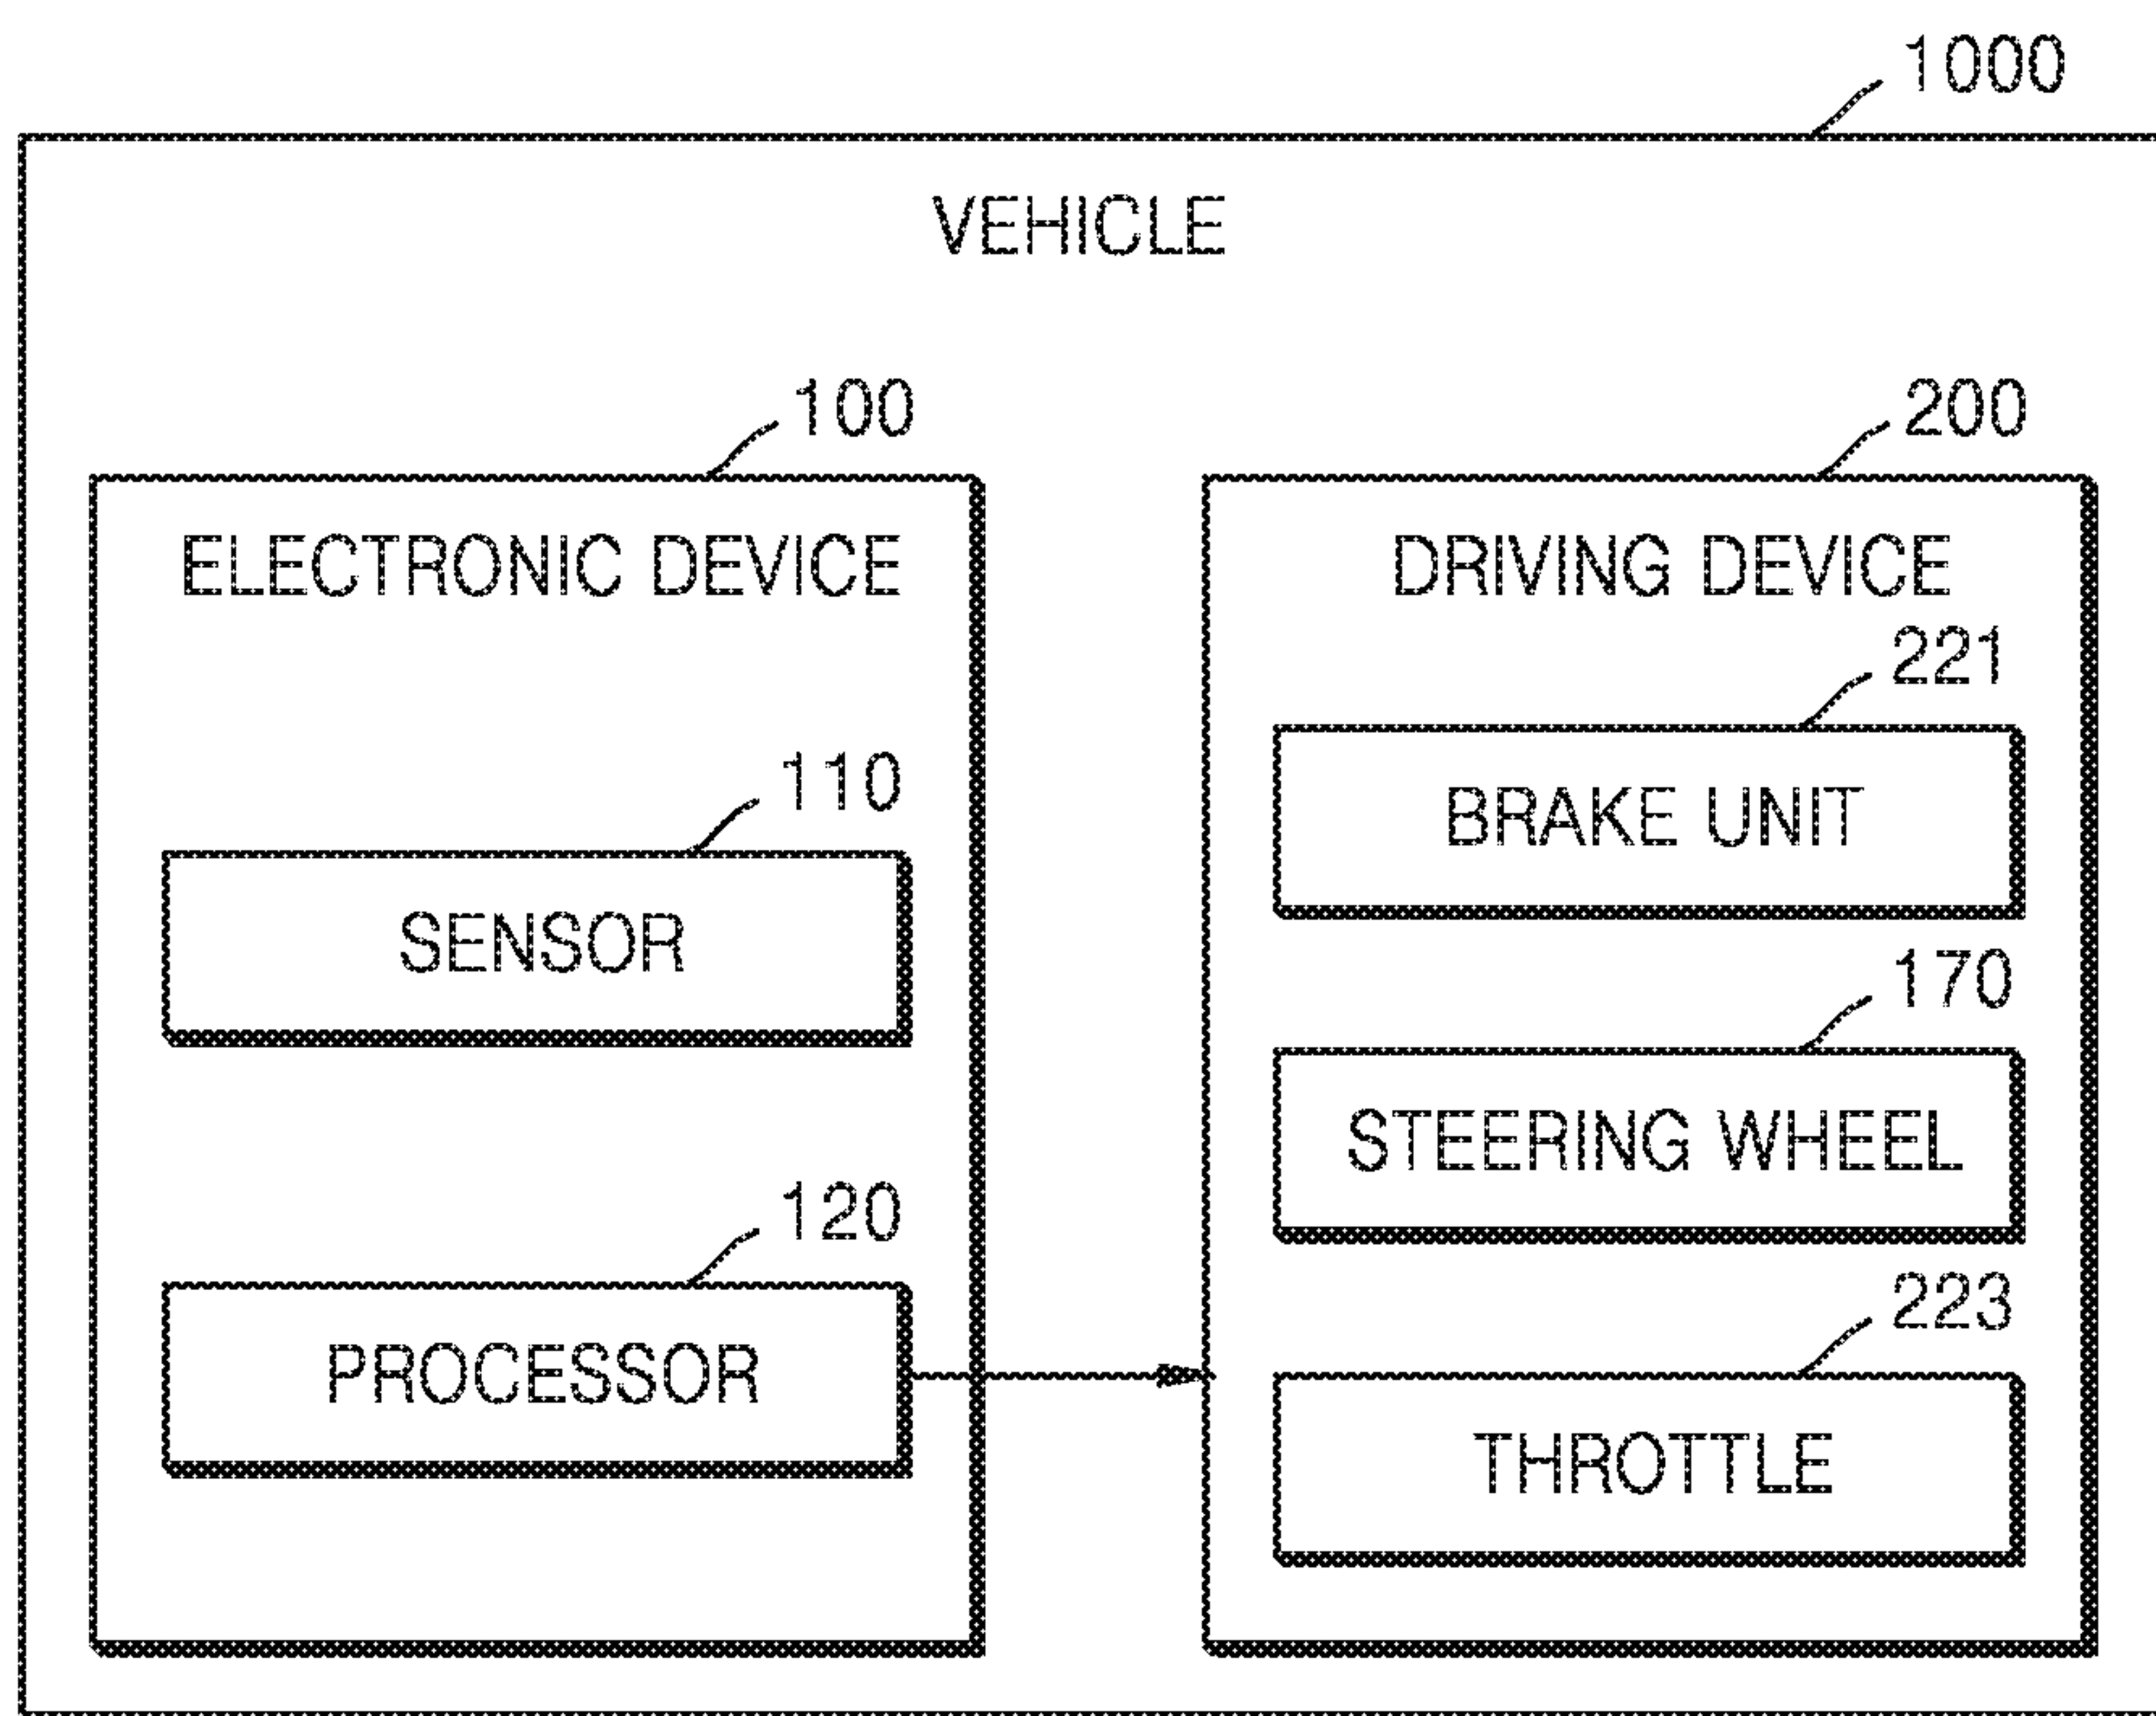 1000
VEHICLE
100
ELECTRONIC DEVICE
110
SENSOR
120
PROCESSOR
200
DRIVING DEVICE
221
BRAKE UNIT
170
STEERING WHEEL
223
THROTTLE